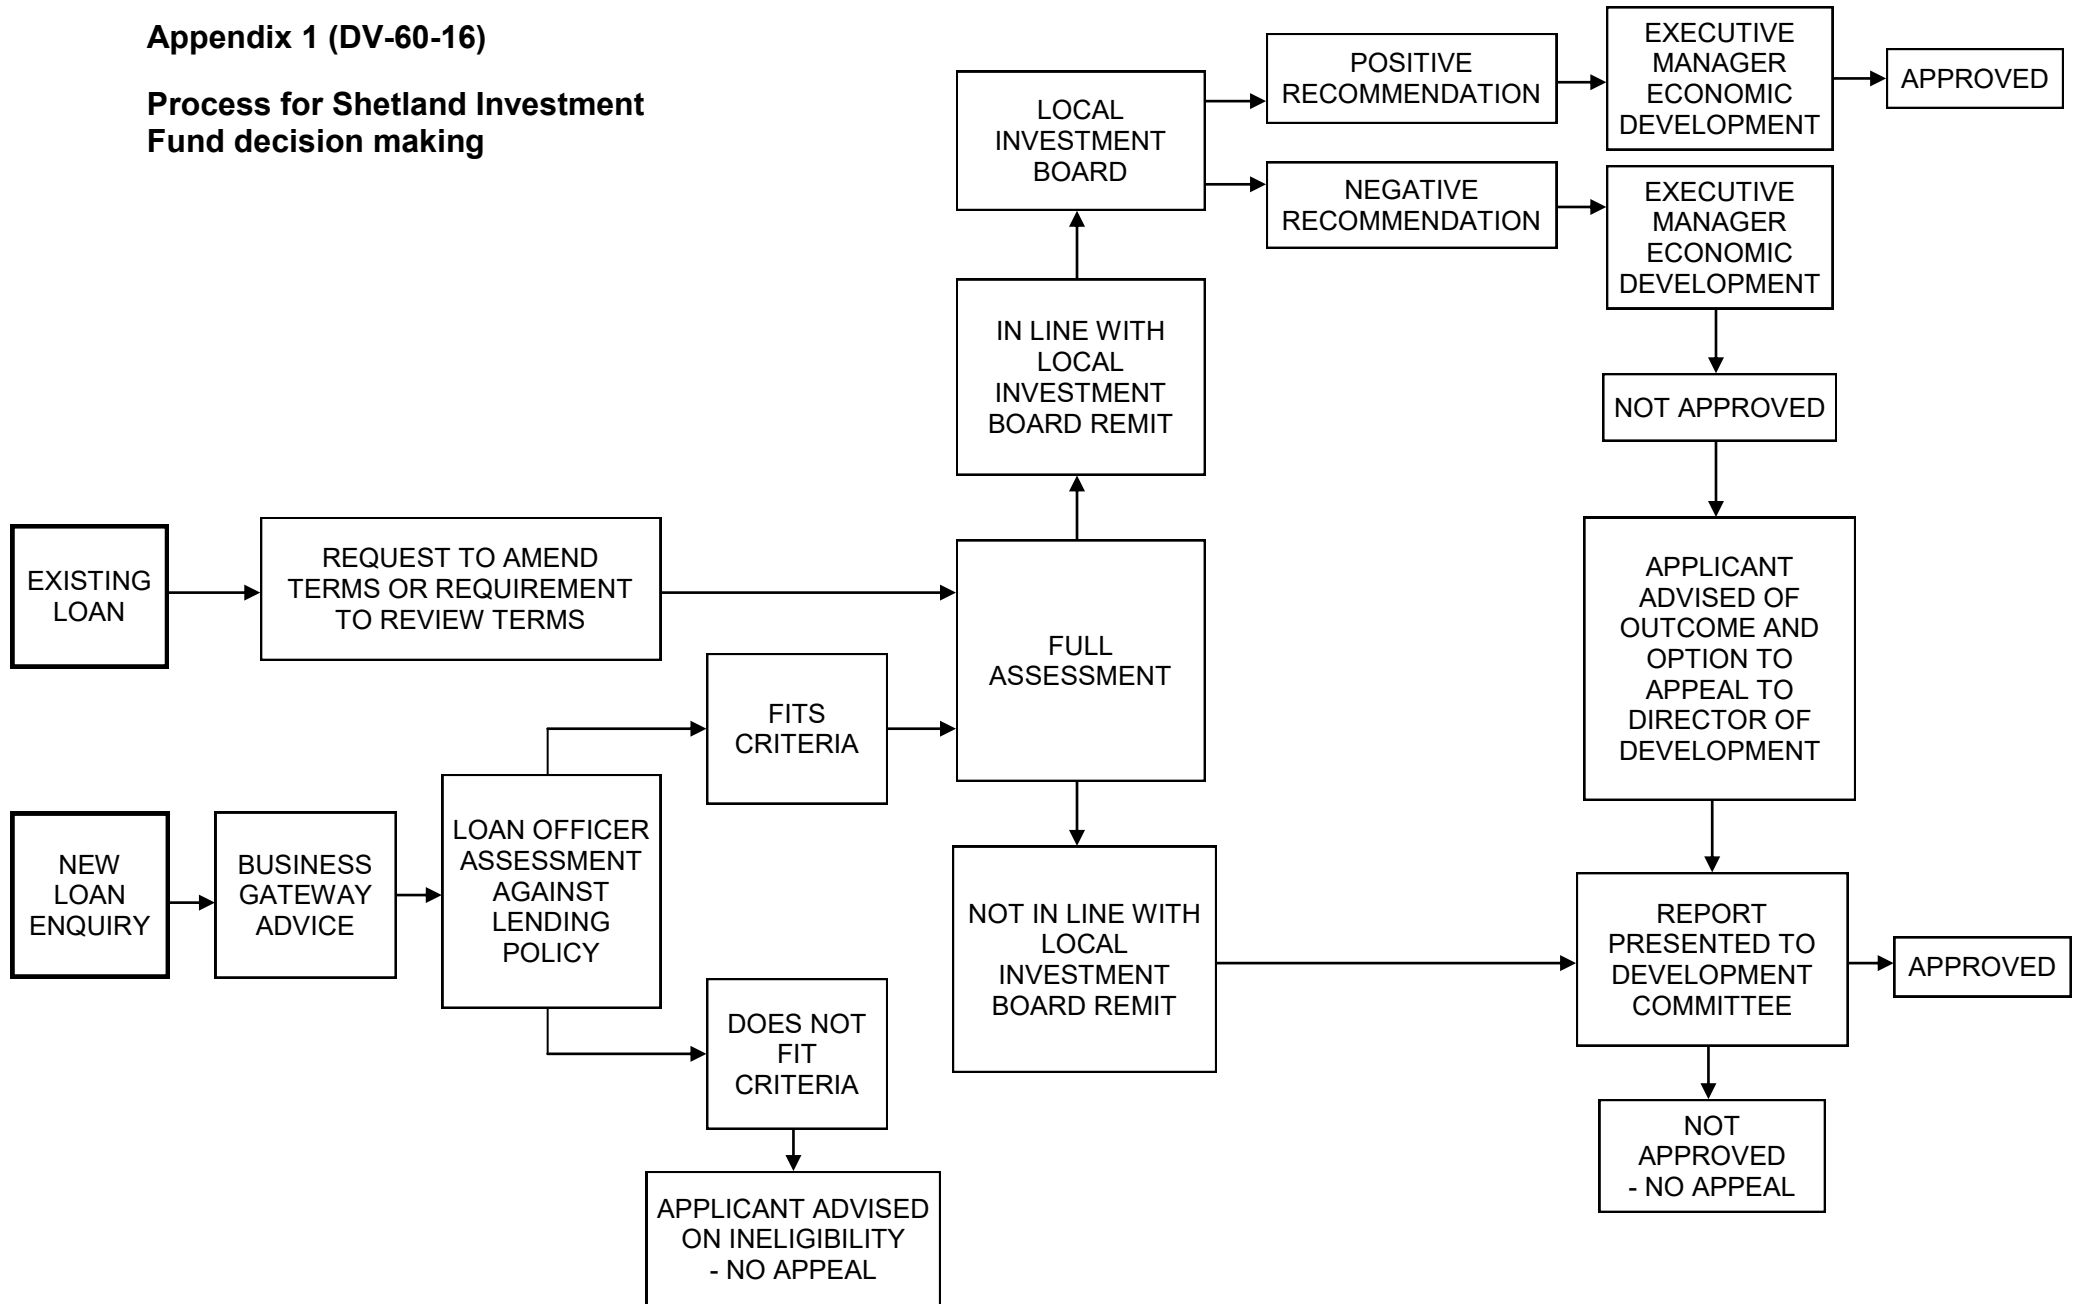 Appendix 1 (DV-60-16)
Process for Shetland Investment
Fund decision making
LOCAL
INVESTMENT
BOARD
POSITIVE
RECOMMENDATION
EXECUTIVE
MANAGER
ECONOMIC
DEVELOPMENT
APPROVED
NEGATIVE
RECOMMENDATION
EXECUTIVE
MANAGER
ECONOMIC
DEVELOPMENT
IN LINE WITH
LOCAL
INVESTMENT
BOARD REMIT
NOT APPROVED
EXISTING
LOAN
REQUEST TO AMEND
TERMS OR REQUIREMENT
TO REVIEW TERMS
FULL
ASSESSMENT
APPLICANT
ADVISED OF
OUTCOME AND
OPTION TO
APPEAL TO
DIRECTOR OF
DEVELOPMENT
FITS
CRITERIA
NEW
LOAN
ENQUIRY
BUSINESS
GATEWAY
ADVICE
LOAN OFFICER
ASSESSMENT
AGAINST
LENDING
POLICY
NOT IN LINE WITH
LOCAL
INVESTMENT
BOARD REMIT
REPORT
PRESENTED TO
DEVELOPMENT
COMMITTEE
APPROVED
DOES NOT
FIT
CRITERIA
NOT
APPROVED
- NO APPEAL
APPLICANT ADVISED
ON INELIGIBILITY
- NO APPEAL